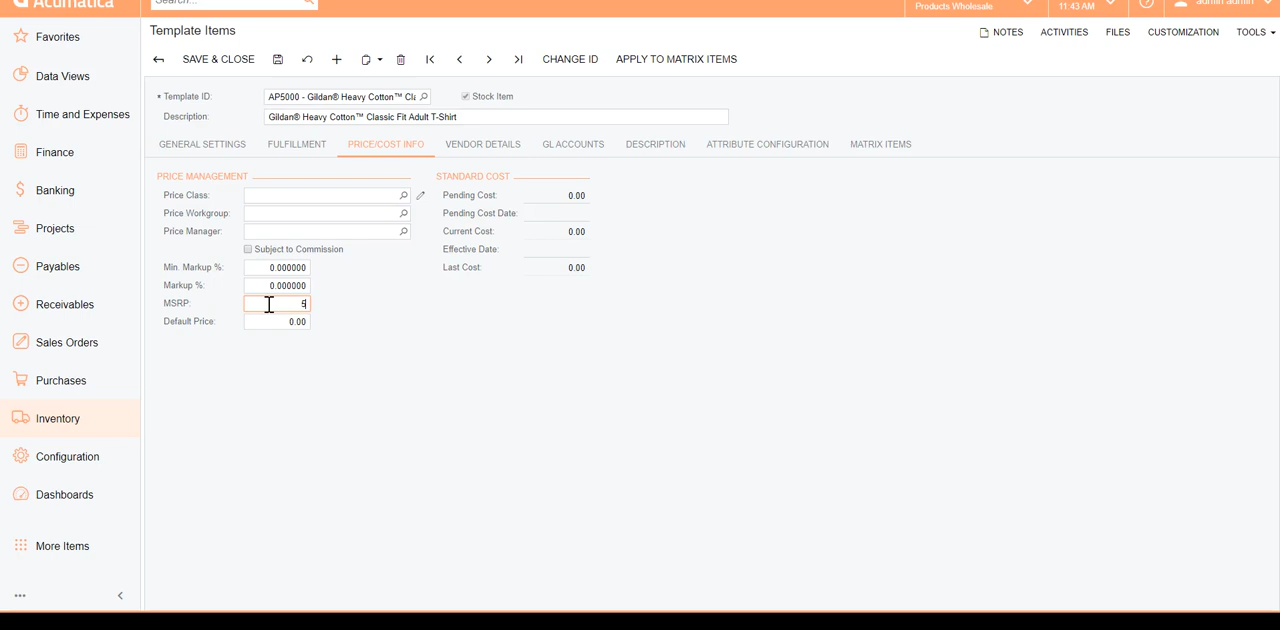 Acumatica
Search...
Products Wholesale
11:43 AM
admin admin
Favorites
Data Views
Time and Expenses
Finance
Banking
Projects
Payables
Receivables
Sales Orders
Purchases
Inventory
Configuration
Dashboards
More Items
Template Items
NOTES ACTIVITIES FILES CUSTOMIZATION TOOLS
SAVE & CLOSE CHANGE ID APPLY TO MATRIX ITEMS
* Template ID: AP5000 - Gildan® Heavy Cotton™ Cla Stock Item
Description: Gildan® Heavy Cotton™ Classic Fit Adult T-Shirt
GENERAL SETTINGS FULFILLMENT PRICE/COST INFO VENDOR DETAILS GL ACCOUNTS DESCRIPTION ATTRIBUTE CONFIGURATION MATRIX ITEMS
PRICE MANAGEMENT
Price Class:
Price Workgroup:
Price Manager:
Subject to Commission
Min. Markup %: 0.000000
Markup %: 0.000000
MSRP: 5
Default Price: 0.00
STANDARD COST
Pending Cost: 0.00
Pending Cost Date:
Current Cost: 0.00
Effective Date:
Last Cost: 0.00